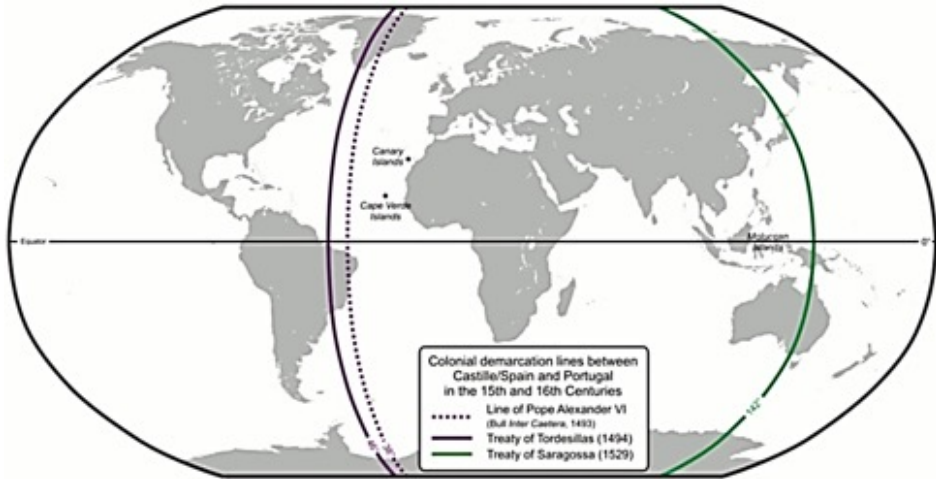 Canary
Islands
Cape Verde
Islands
Equator
Moluccan
Islands
0°
Colonial demarcation lines between
Castille/Spain and Portugal
in the 15th and 16th Centuries
Line of Pope Alexander VI
(Bull Inter Caetera, 1493)
Treaty of Tordesillas (1494)
Treaty of Saragossa (1529)
46°
38°
142°